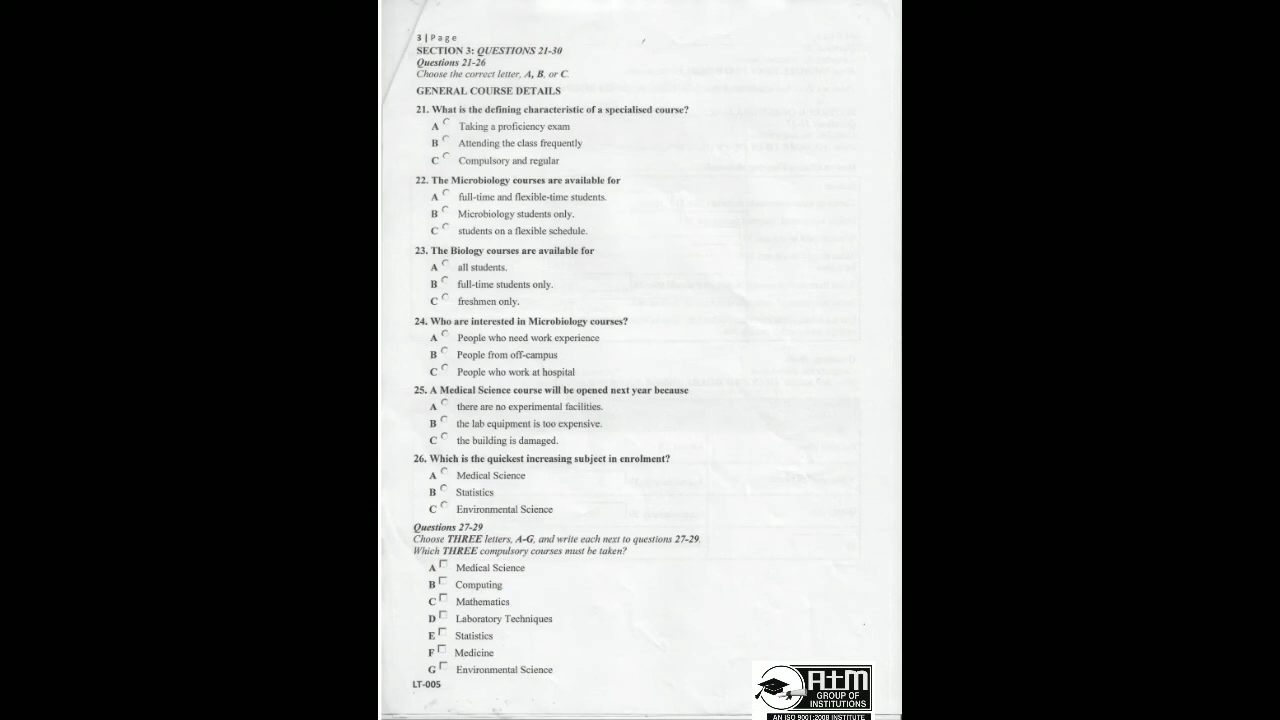 3 | P a g e
SECTION 3: QUESTIONS 21-30
Questions 21-26
Choose the correct letter, A, B, or C.
GENERAL COURSE DETAILS
21. What is the defining characteristic of a specialised course?
A Taking a proficiency exam
B Attending the class frequently
C Compulsory and regular
22. The Microbiology courses are available for
A full-time and flexible-time students.
B Microbiology students only.
C students on a flexible schedule.
23. The Biology courses are available for
A all students.
B full-time students only.
C freshmen only.
24. Who are interested in Microbiology courses?
A People who need work experience
B People from off-campus
C People who work at hospital
25. A Medical Science course will be opened next year because
A there are no experimental facilities.
B the lab equipment is too expensive.
C the building is damaged.
26. Which is the quickest increasing subject in enrolment?
A Medical Science
B Statistics
C Environmental Science
Questions 27-29
Choose THREE letters, A-G, and write each next to questions 27-29.
Which THREE compulsory courses must be taken?
A Medical Science
B Computing
C Mathematics
D Laboratory Techniques
E Statistics
F Medicine
G Environmental Science
LT-005
A+M
GROUP OF
INSTITUTIONS
AN ISO 9001:2008 INSTITUTE